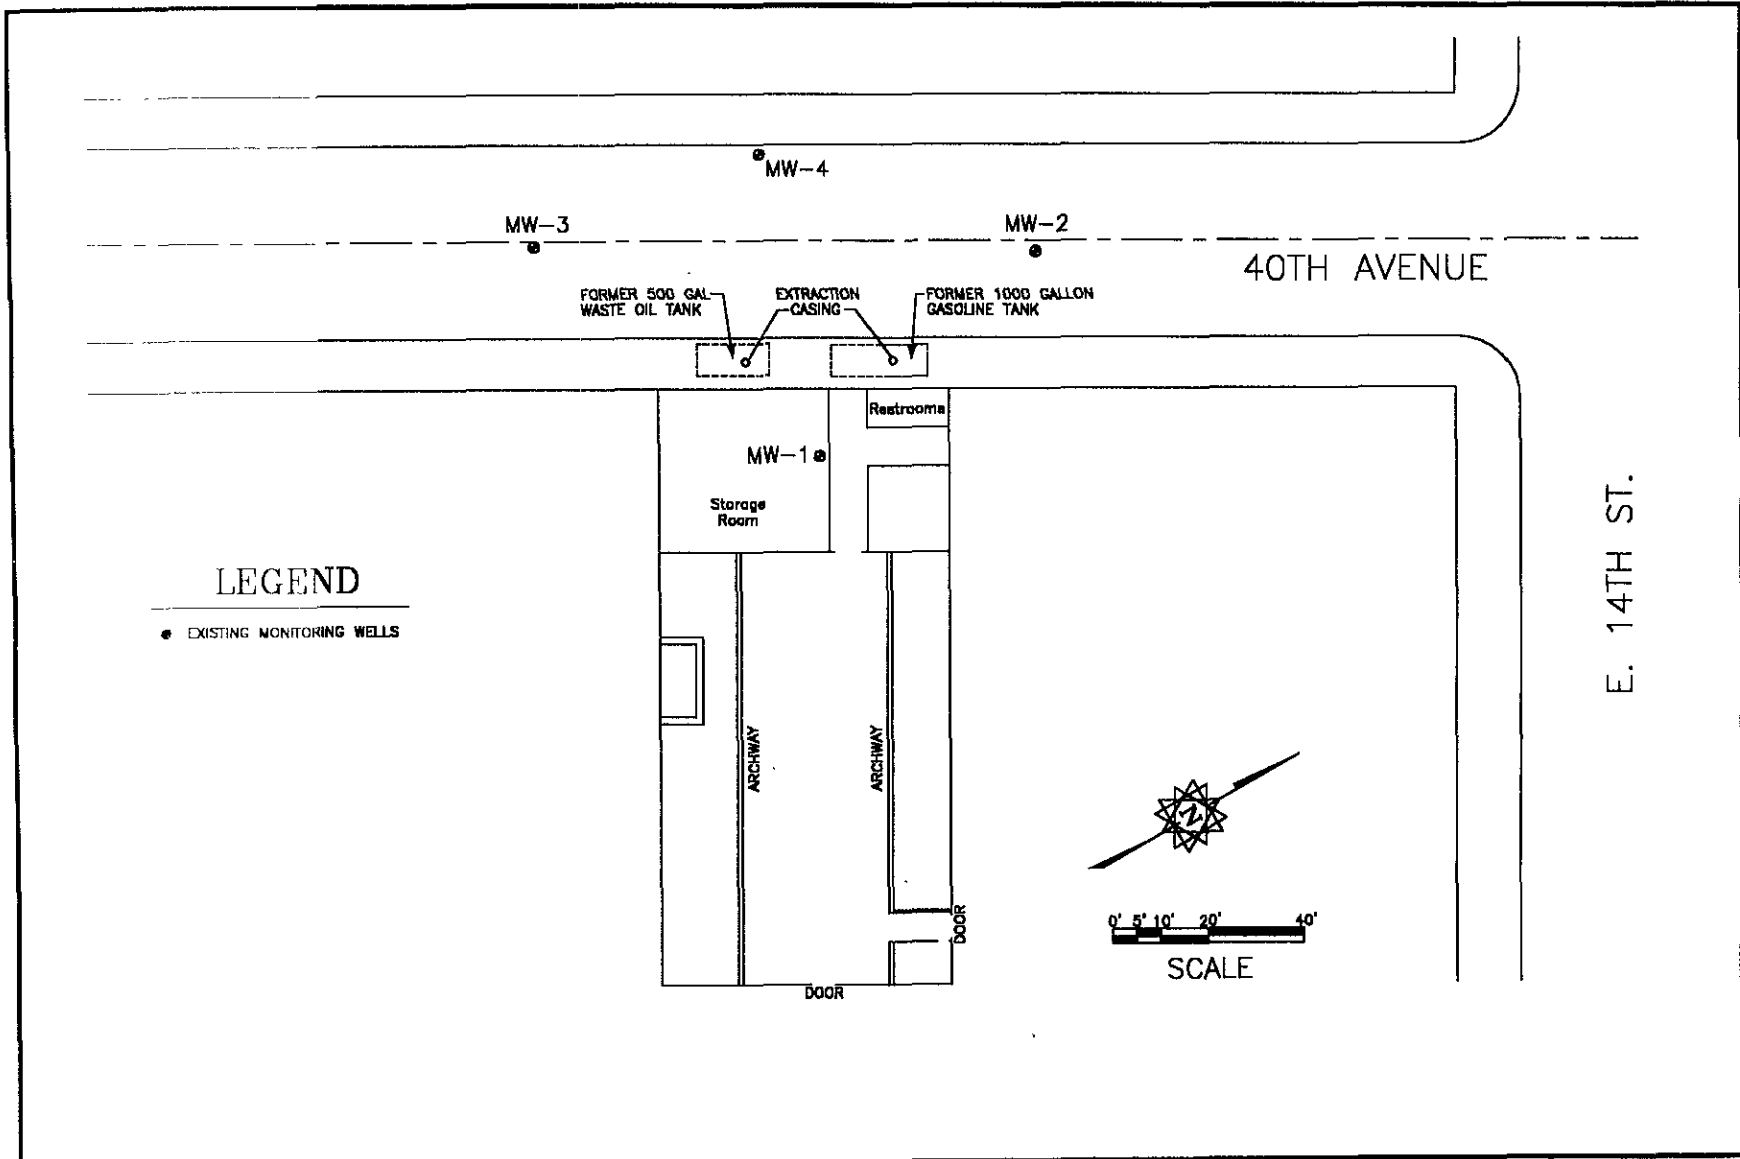 MW-4
MW-3
MW-2
40TH AVENUE
FORMER 500 GAL
WASTE OIL TANK
EXTRACTION
CASING
FORMER 1000 GALLON
GASOLINE TANK
Restrooms
MW-1
Storage
Room
E. 14TH ST.
LEGEND
EXISTING MONITORING WELLS
ARCHWAY
ARCHWAY
N
DOOR
0' 5' 10' 20' 40'
SCALE
DOOR